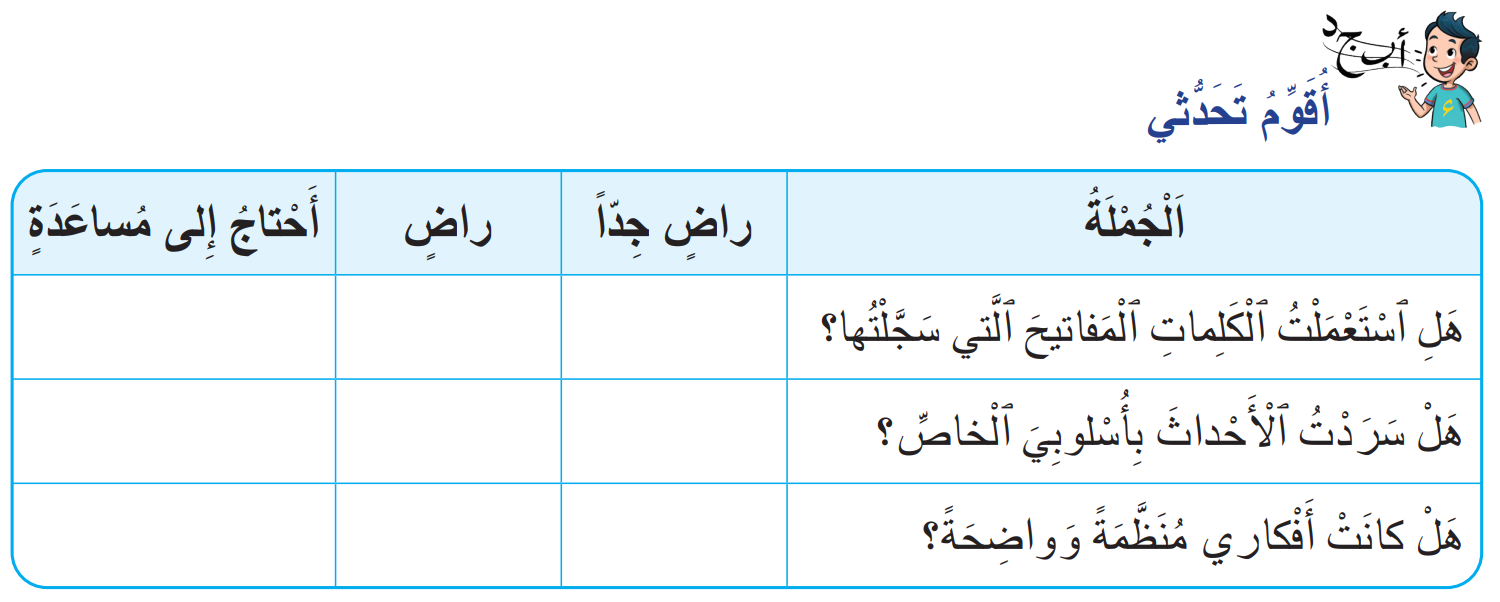 أ ب ج د
ء
أُقَوِّمُ تَحَدُّثي
اَلْجُمْلَةُ راضٍ جِدّاً راضٍ أَحْتاجُ إِلى مُساعَدَةٍ
هَلِ ٱسْتَعْمَلْتُ ٱلْكَلِماتِ ٱلْمَفاتيحَ ٱلَّتي سَجَّلْتُها؟
هَلْ سَرَدْتُ ٱلْأَحْداثَ بِأُسْلوبِيَ ٱلْخاصِّ؟
هَلْ كانَتْ أَفْكاري مُنَظَّمَةً وَواضِحَةً؟